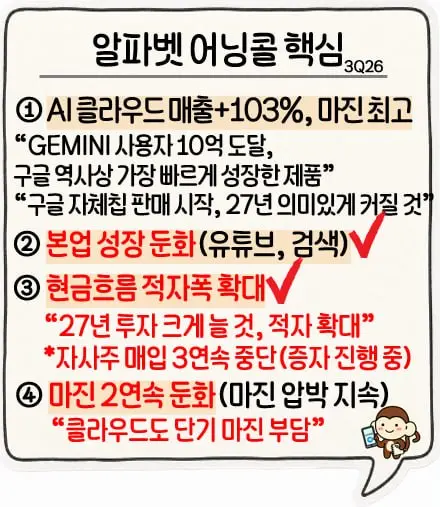 알파벳 어닝콜 핵심 3Q26
① AI 클라우드 매출+103%, 마진 최고
“GEMINI 사용자 10억 도달,
구글 역사상 가장 빠르게 성장한 제품”
“구글 자체칩 판매 시작, 27년 의미있게 커질 것”
② 본업 성장 둔화(유튜브, 검색)
③ 현금흐름 적자폭 확대
“27년 투자 크게 늘 것, 적자 확대”
*자사주 매입 3연속 중단(증자 진행 중)
④ 마진 2연속 둔화(마진 압박 지속)
“클라우드도 단기 마진 부담”